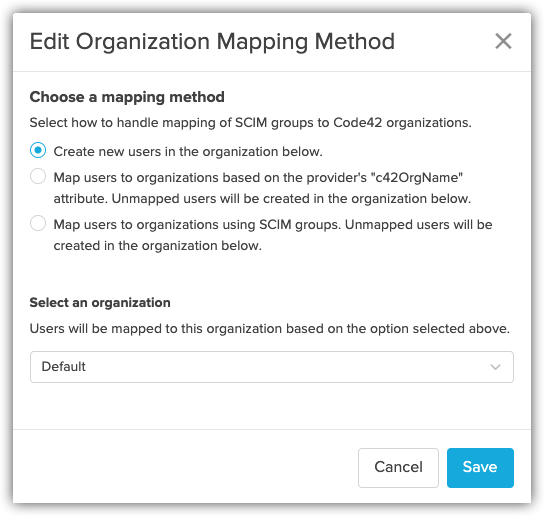 Edit Organization Mapping Method
Choose a mapping method
Select how to handle mapping of SCIM groups to Code42 organizations.
Create new users in the organization below.
Map users to organizations based on the provider's "c42OrgName"
attribute. Unmapped users will be created in the organization below.
Map users to organizations using SCIM groups. Unmapped users will be
created in the organization below.
Select an organization
Users will be mapped to this organization based on the option selected above.
Default
Cancel
Save